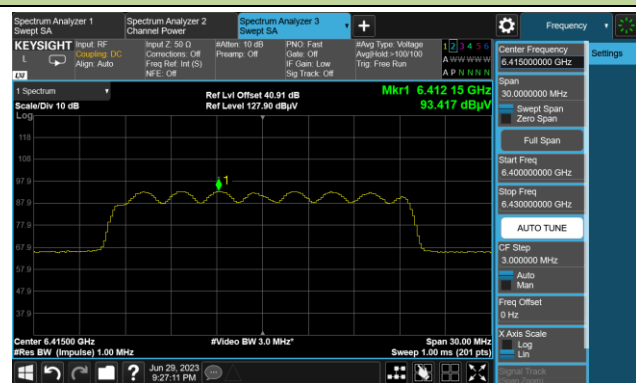 Spectrum Analyzer 1
Swept SA
Spectrum Analyzer 2
Channel Power
Spectrum Analyzer 3
Swept SA
Frequency
KEYSIGHT
L
LXI
Input: RF
Coupling: DC
Align: Auto
Input Z: 50 Ω
Corrections: Off
Freq Ref: Int (S)
NFE: Off
#Atten: 10 dB
Preamp: Off
PNO: Fast
Gate: Off
IF Gain: Low
Sig Track: Off
#Avg Type: Voltage
Avg|Hold:>100/100
Trig: Free Run
1 2 3 4 5 6
A W W W W W
A P N N N N
1 Spectrum
Scale/Div 10 dB
Log
Ref Lvl Offset 40.91 dB
Ref Level 127.90 dBµV
Mkr1 6.412 15 GHz
93.417 dBµV
118
108
97.9
87.9
77.9
67.9
57.9
47.9
37.9
1
Center 6.41500 GHz
#Res BW (Impulse) 1.00 MHz
#Video BW 3.0 MHz*
Span 30.00 MHz
Sweep 1.00 ms (201 pts)
Jun 29, 2023
9:27:11 PM
Settings
Center Frequency
6.415000000 GHz
Span
30.0000000 MHz
Swept Span
Zero Span
Full Span
Start Freq
6.400000000 GHz
Stop Freq
6.430000000 GHz
AUTO TUNE
CF Step
3.000000 MHz
Auto
Man
Freq Offset
0 Hz
X Axis Scale
Log
Lin
Signal Track
(Span Zoom)